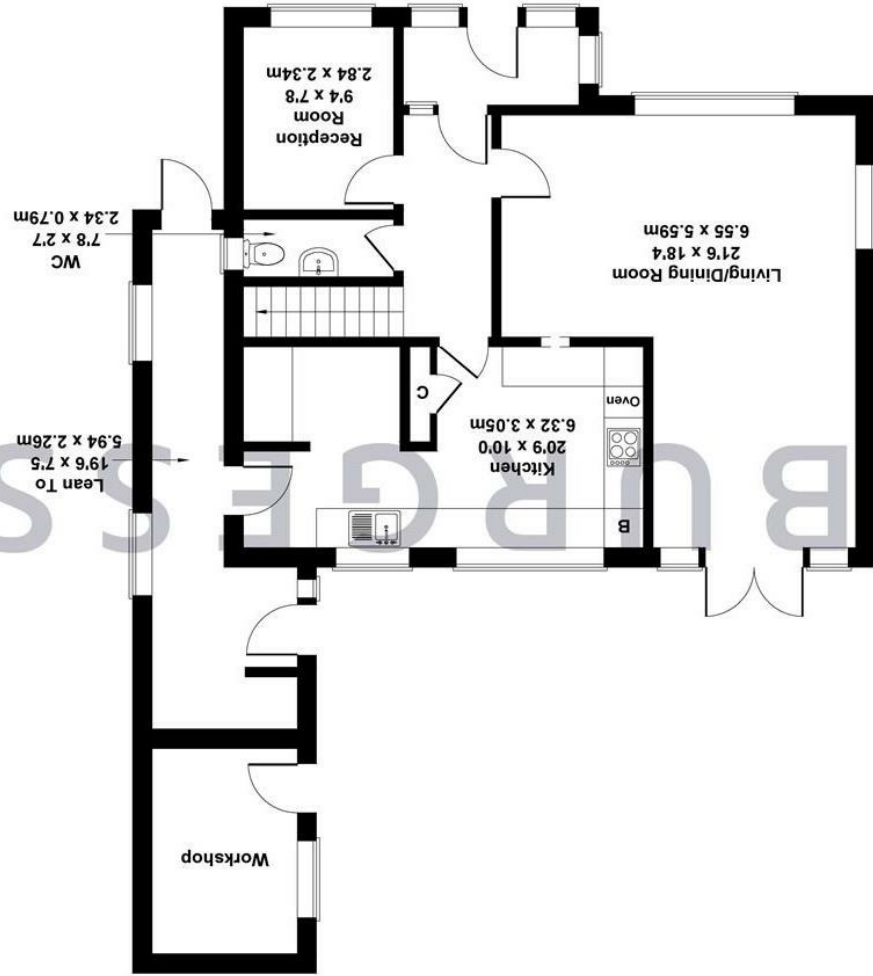 Workshop
BURGESS
B
Kitchen
20'9 x 10'0
6.32 x 3.05m
Oven
C
Lean To
19'6 x 7'5
5.94 x 2.26m
Living/Dining Room
21'6 x 18'4
6.55 x 5.59m
WC
7'8 x 2'7
2.34 x 0.79m
Reception
Room
9'4 x 7'8
2.84 x 2.34m